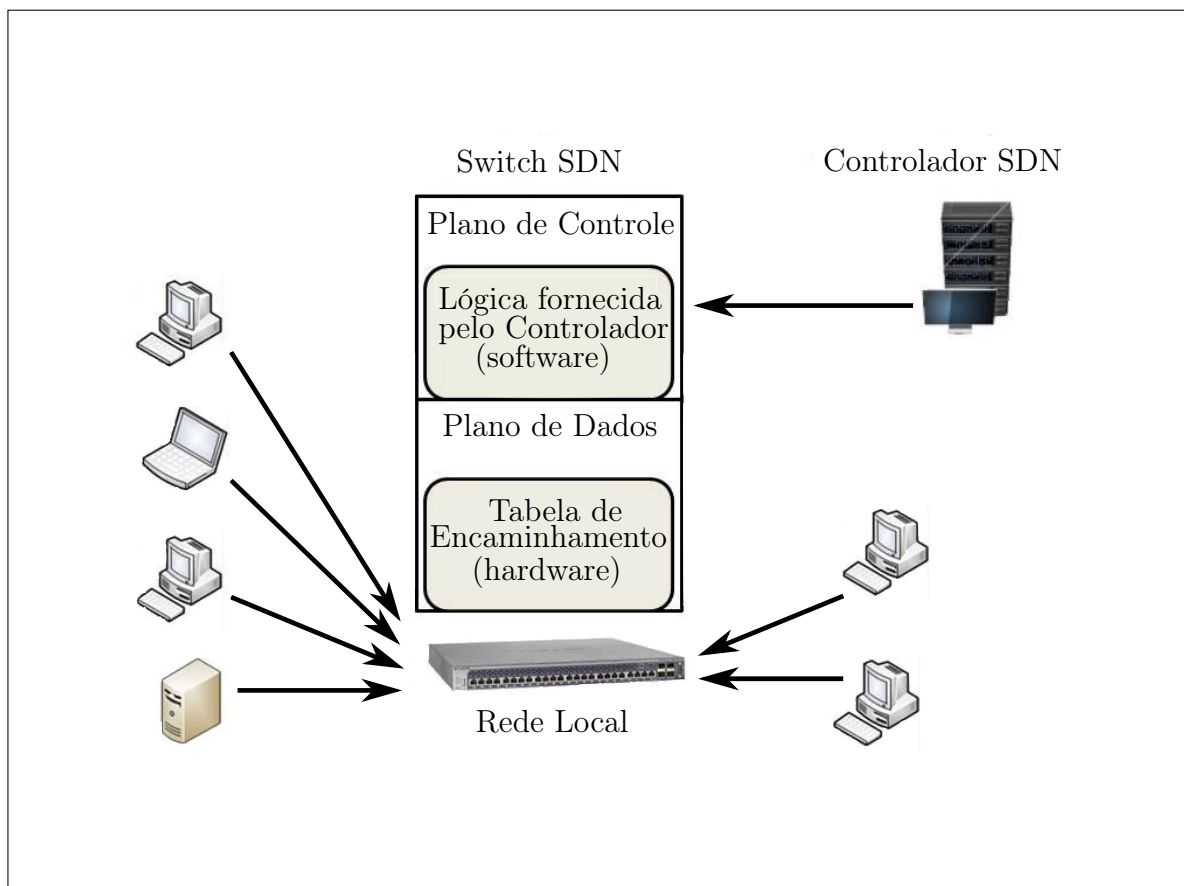 Switch SDN
Controlador SDN
Plano de Controle
Lógica fornecida
pelo Controlador
(software)
Plano de Dados
Tabela de
Encaminhamento
(hardware)
Rede Local